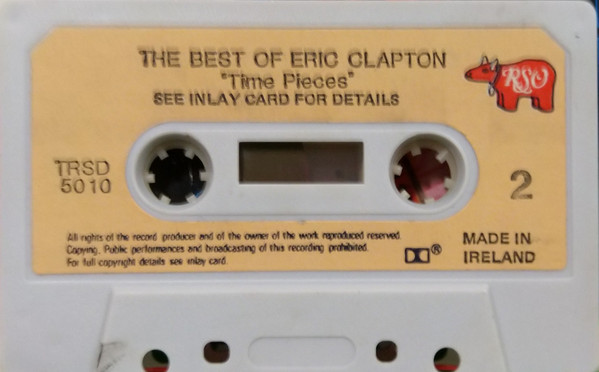 THE BEST OF ERIC CLAPTON
"Time Pieces"
SEE INLAY CARD FOR DETAILS
RSO
TRSD
5010
2
All rights of the record producer and of the owner of the work reproduced reserved.
Copying, Public performances and broadcasting of this recording prohibited.
For full copyright details see inlay card.
®
MADE IN
IRELAND